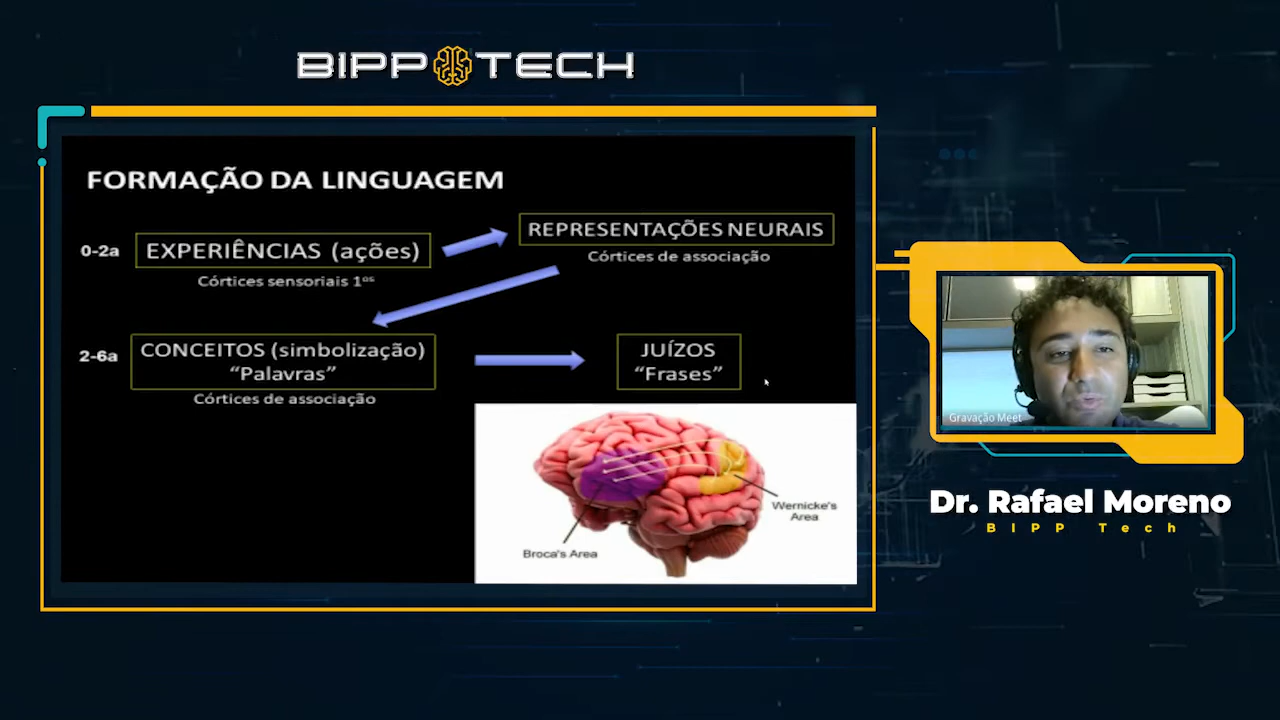 BIPP TECH
FORMAÇÃO DA LINGUAGEM
0-2a
EXPERIÊNCIAS (ações)
Córtices sensoriais 1ºˢ
REPRESENTAÇÕES NEURAIS
Córtices de associação
2-6a
CONCEITOS (simbolização)
"Palavras"
Córtices de associação
JUÍZOS
"Frases"
Broca's Area
Wernicke's
Area
Gravação Meet
Dr. Rafael Moreno
BIPP Tech